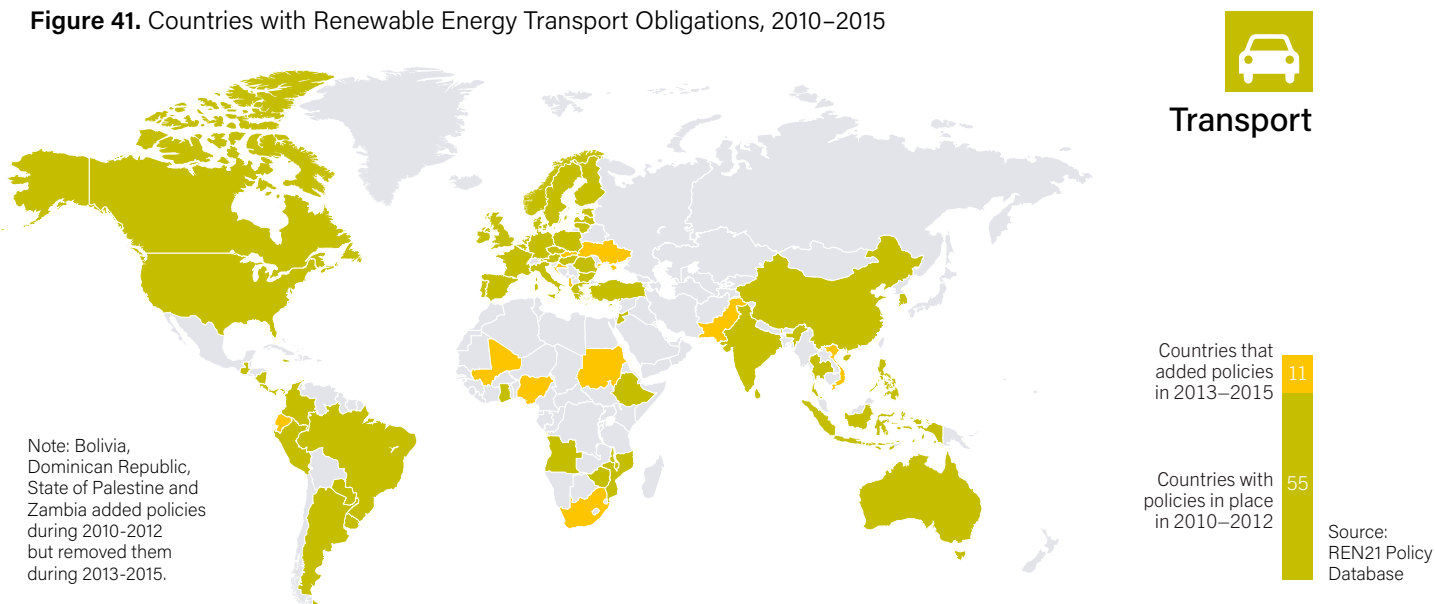 Figure 41. Countries with Renewable Energy Transport Obligations, 2010–2015
Transport
Note: Bolivia,
Dominican Republic,
State of Palestine and
Zambia added policies
during 2010-2012
but removed them
during 2013-2015.
Countries that
added policies
in 2013–2015
11
Countries with
policies in place
in 2010–2012
55
Source:
REN21 Policy
Database